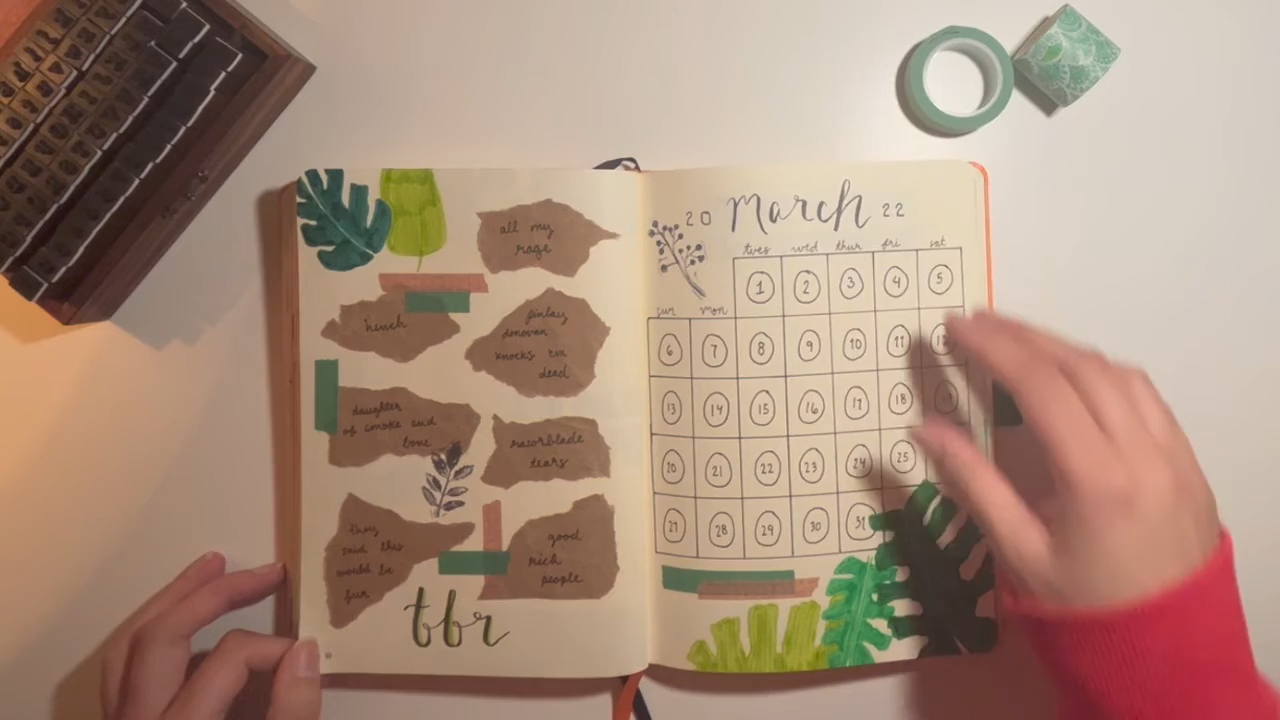 all my
rage
hench
finlay
donovan
knocks 'em
dead
daughter
of smoke and
bone
razorblade
tears
they
said this
would be
fun
good
rich
people
tbr
20 March 22
tues wed thur fri sat
1 2 3 4 5
sun mon
6 7 8 9 10 11 12
13 14 15 16 17 18 19
20 21 22 23 24 25
27 28 29 30 31